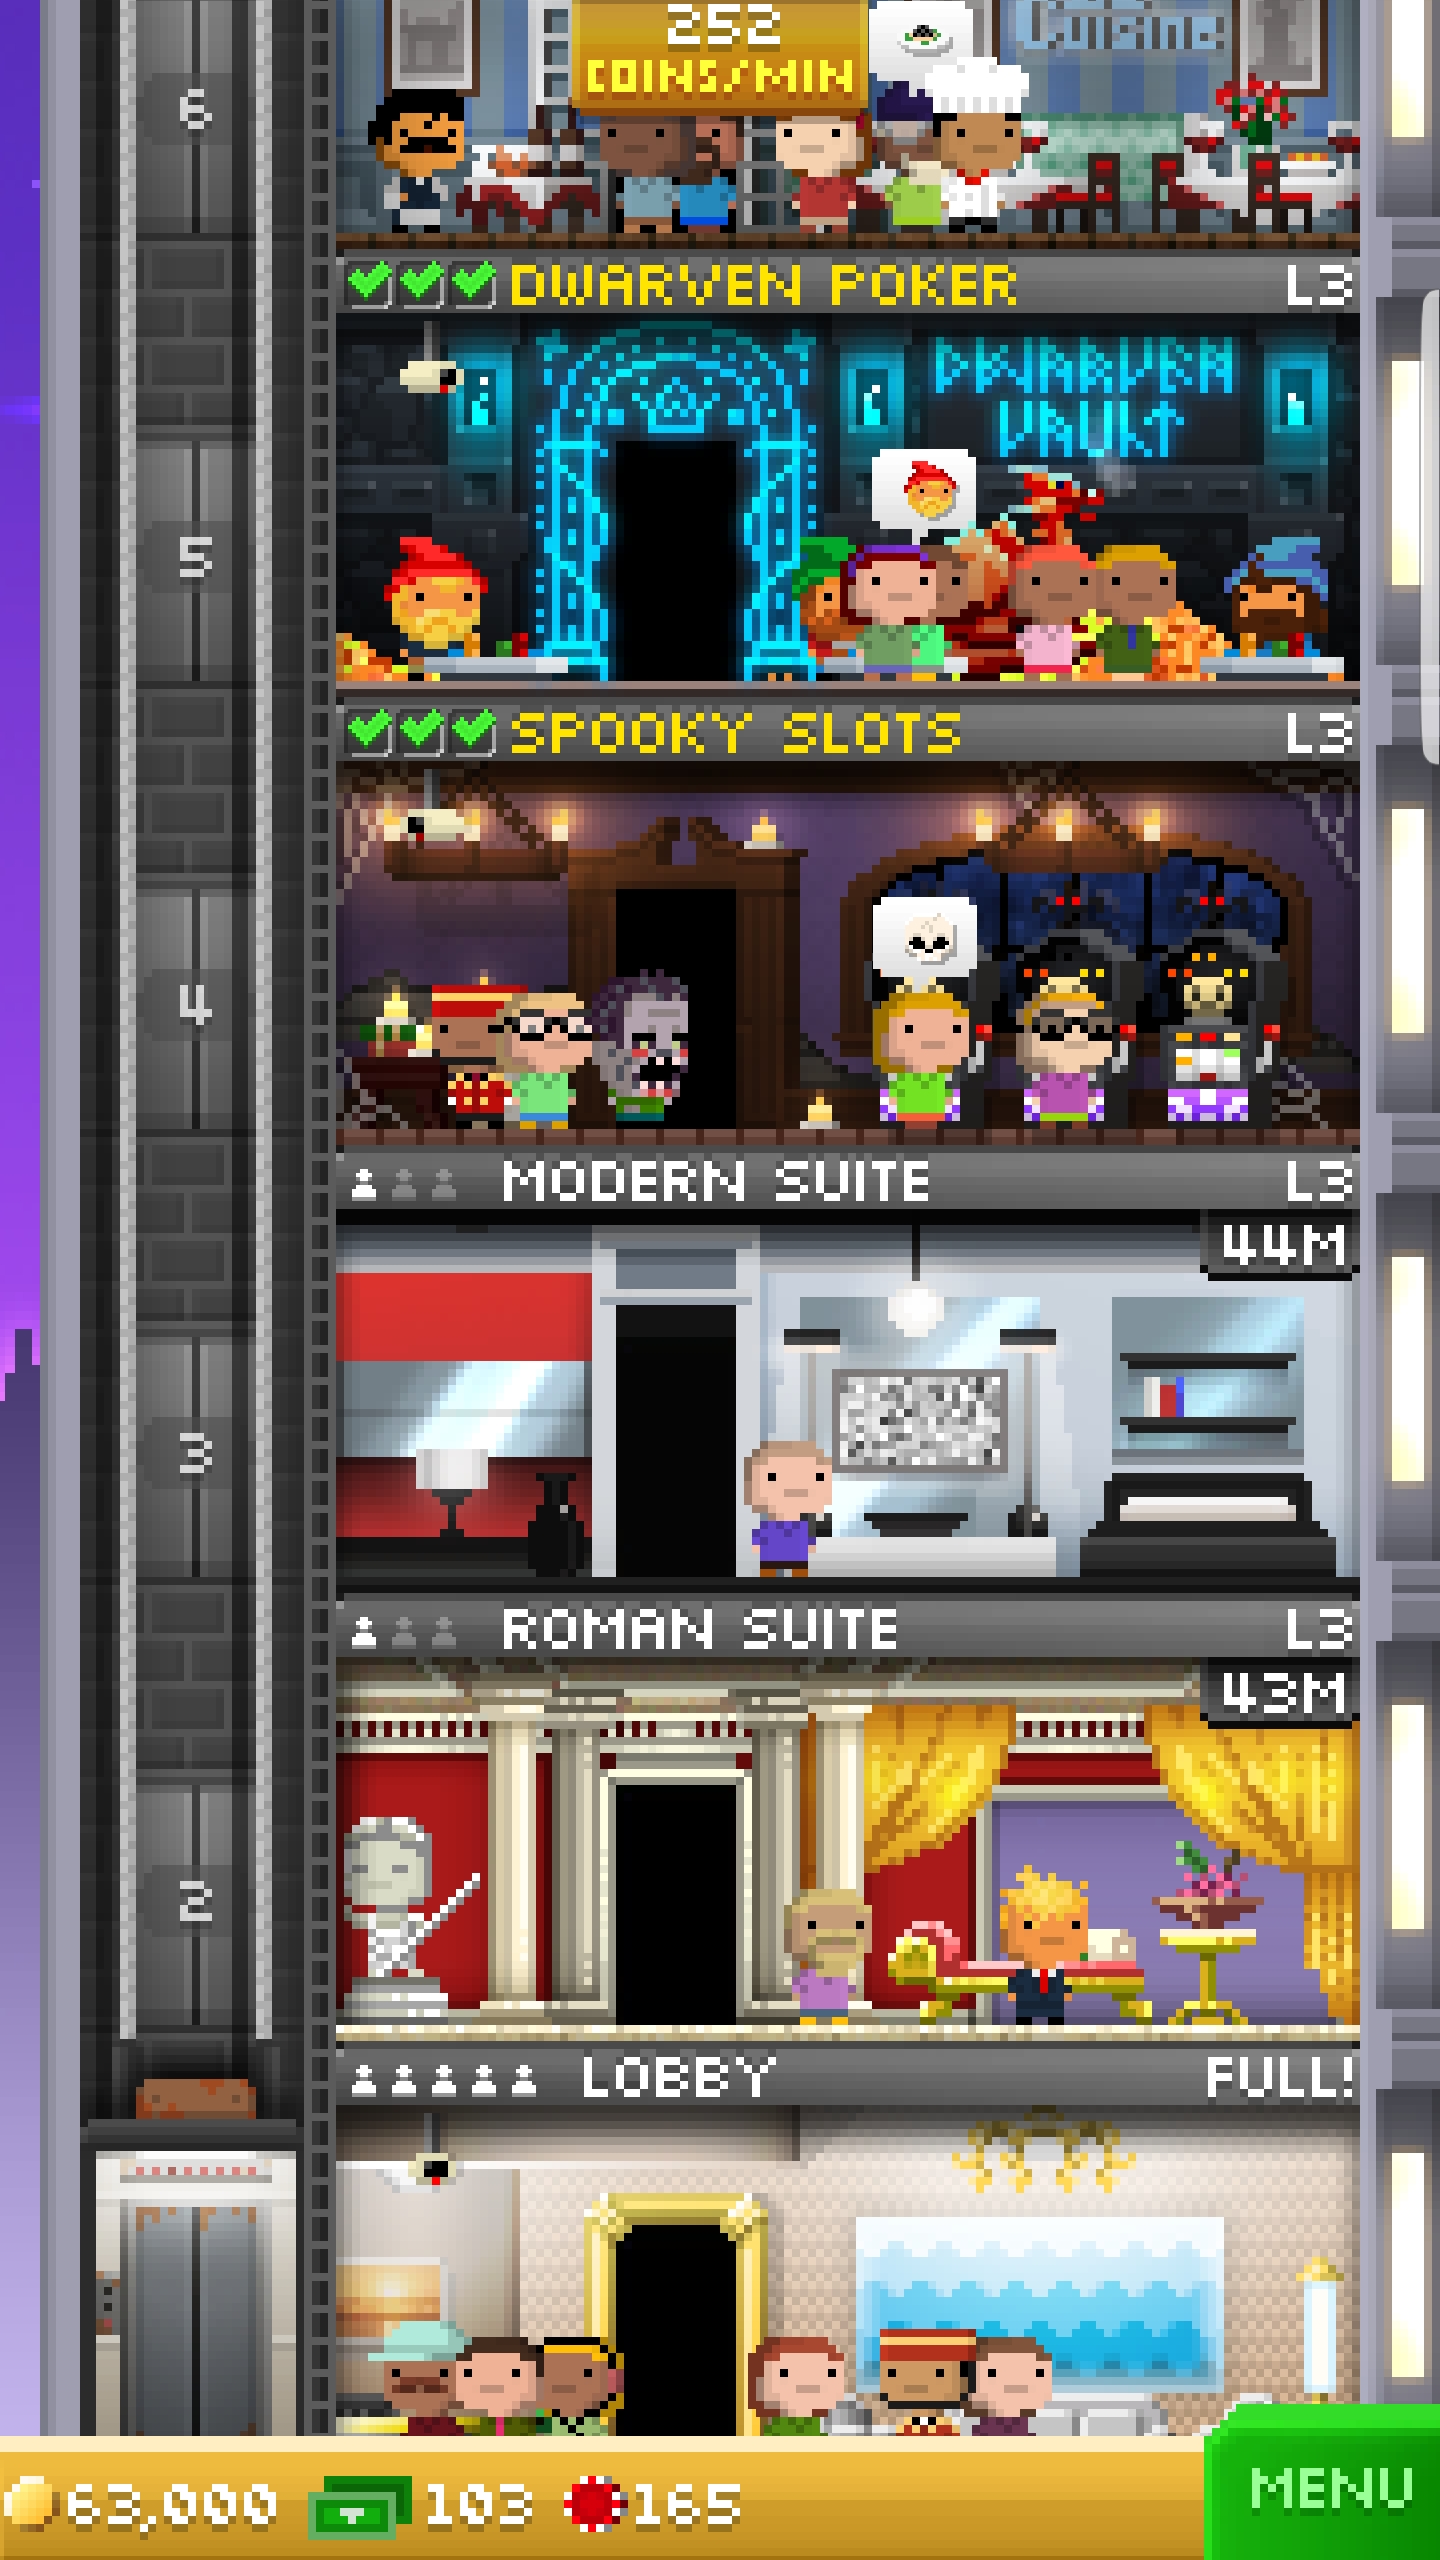 252
COINS/MIN
Cuisine
6
DWARVEN POKER
L3
DWARVEN
VAULT
5
SPOOKY SLOTS
L3
4
MODERN SUITE
L3
44M
3
ROMAN SUITE
L3
43M
2
LOBBY
FULL!
63,000
103
165
MENU